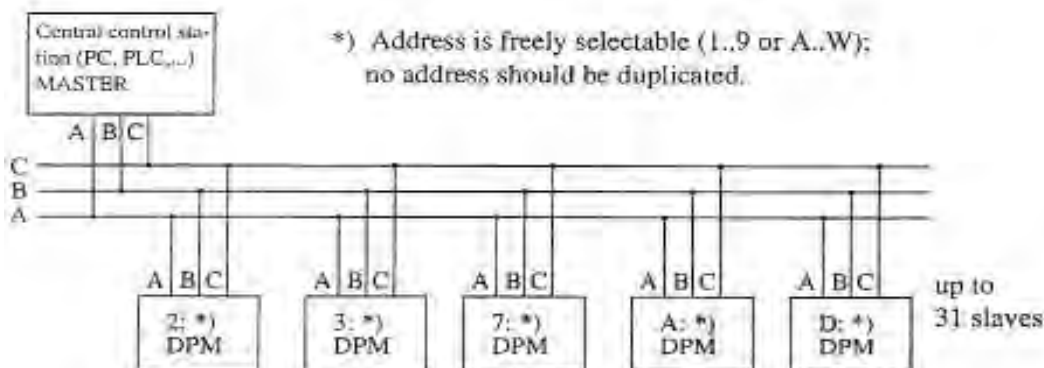 Central control sta-
tion (PC, PLC,...)
MASTER
*) Address is freely selectable (1..9 or A..W);
no address should be duplicated.
A B C
C
B
A
A B C
A B C
A B C
A B C
A B C
2: *)
DPM
3: *)
DPM
7: *)
DPM
A: *)
DPM
D: *)
DPM
up to
31 slaves